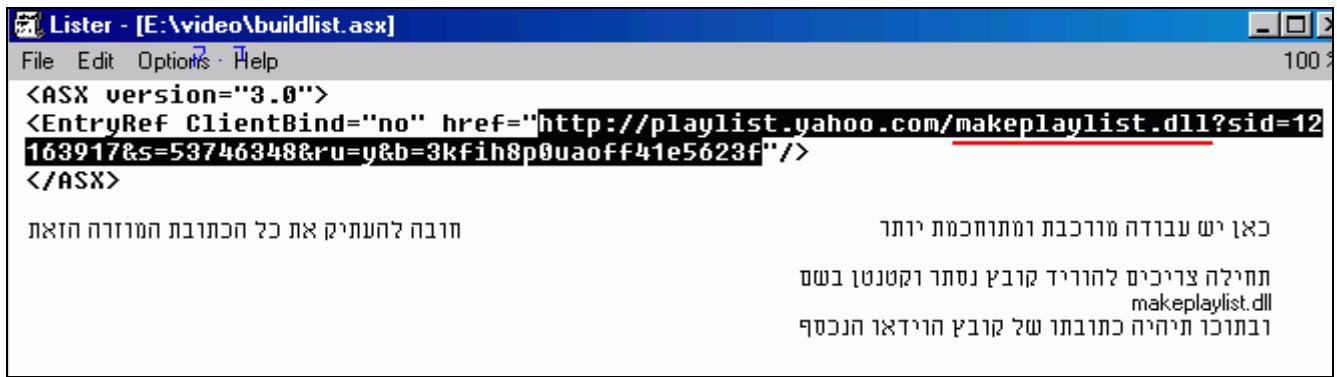 Lister - [E:\video\buildlist.asx]
File Edit Options Help 100
<ASX version="3.0">
<EntryRef ClientBind="no" href="http://playlist.yahoo.com/makeplaylist.dll?sid=12
163917&s=53746348&ru=y&b=3kfih8p0uaoff41e5623f"/>
</ASX>
כאן יש עבודה מורכבת ומתוחכמת יותר
חובה להעתיק את כל הכתובת המוזרה הזאת
תחילה צריכים להוריד קובץ נסתר וקטנטן בשם
makeplaylist.dll
ובתוכו תיהיה כתובתו של קובץ הוידאו הנכסף